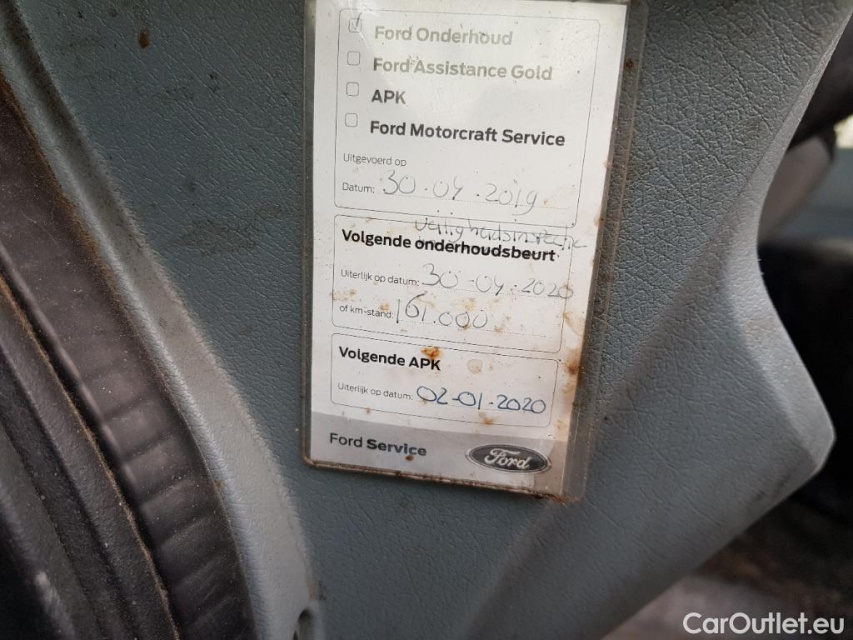 Ford Onderhoud
Ford Assistance Gold
APK
Ford Motorcraft Service
Uitgevoerd op
Datum: 30-04-2019
Volgende onderhoudsbeurt
Uiterlijk op datum: 30-04-2020
of km-stand: 161.000
Volgende APK
Uiterlijk op datum: 02-01-2020
Ford Service
Ford
CarOutlet.eu